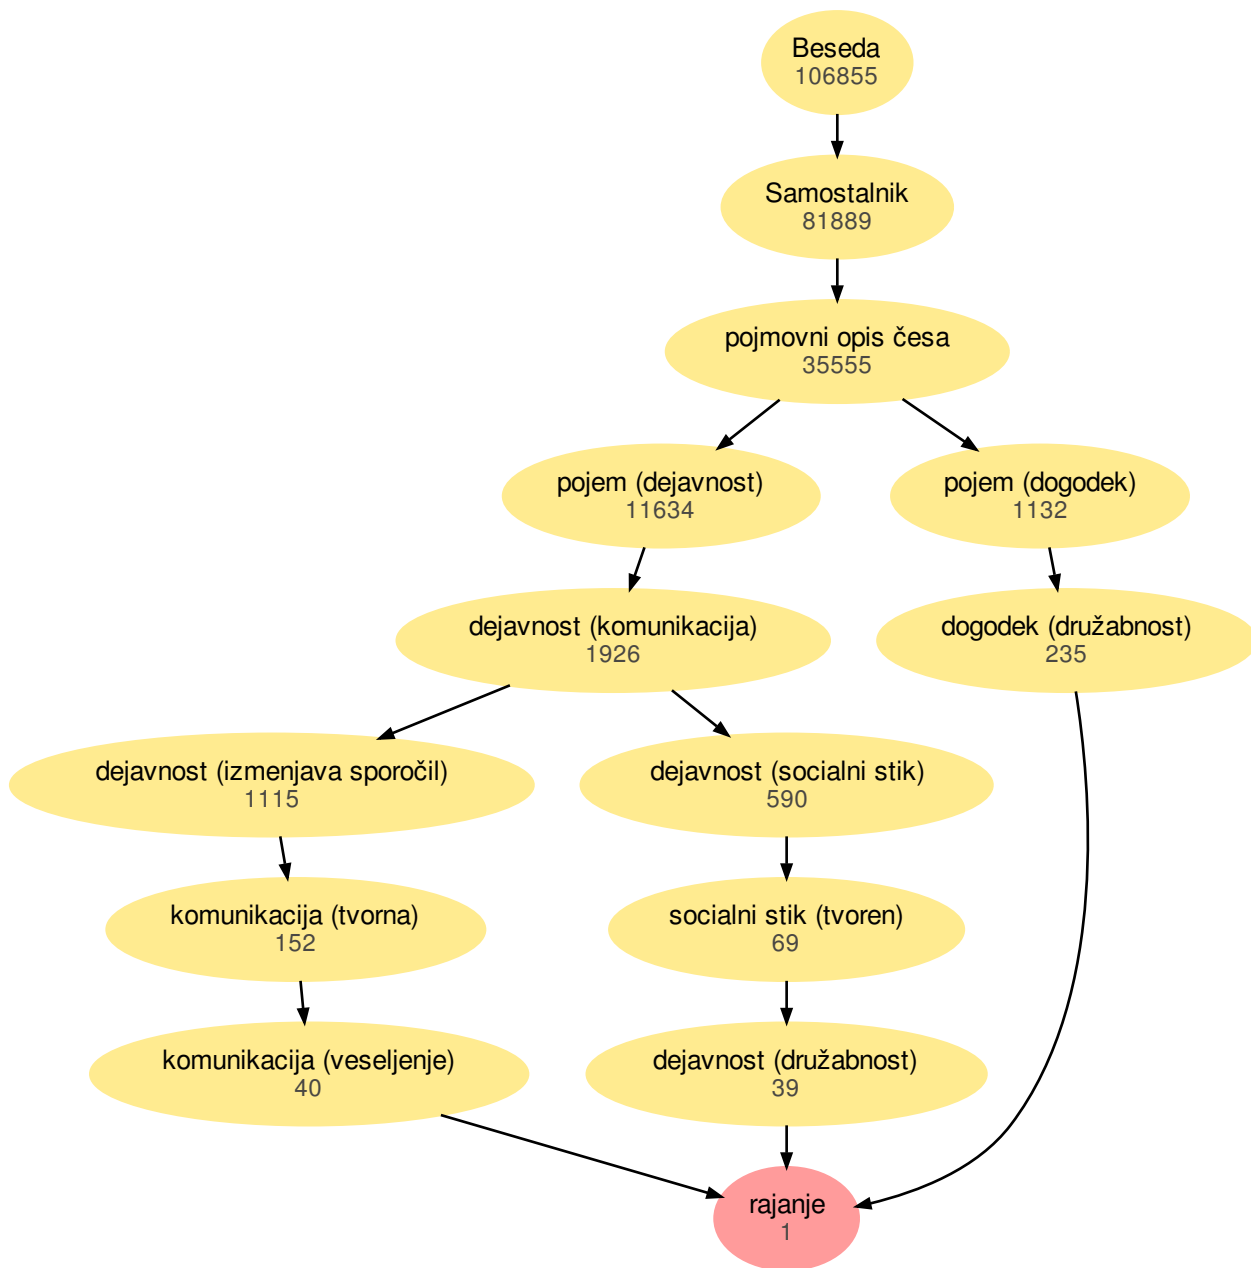 Beseda
106855
Samostalnik
81889
pojmovni opis česa
35555
pojem (dejavnost)
11634
pojem (dogodek)
1132
dejavnost (komunikacija)
1926
dogodek (družabnost)
235
dejavnost (izmenjava sporočil)
1115
dejavnost (socialni stik)
590
komunikacija (tvorna)
152
socialni stik (tvoren)
69
komunikacija (veseljenje)
40
dejavnost (družabnost)
39
rajanje
1